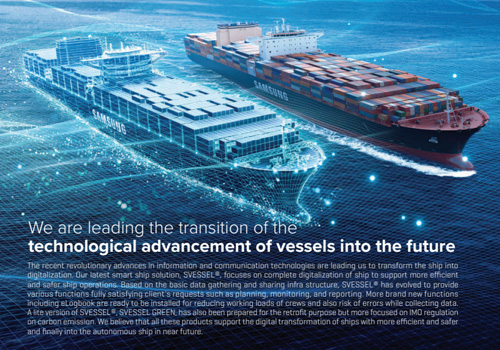 SAMSUNG
SAMSUNG
We are leading the transition of the
technological advancement of vessels into the future
The recent revolutionary advances in information and communication technologies are leading us to transform the ship into
digitalization. Our latest smart ship solution, SVESSEL®, focuses on complete digitalization of ship to support more efficient
and safer ship operations. Based on the basic data gathering and sharing infra structure, SVESSEL® has evolved to provide
various functions fully satisfying client's requests such as planning, monitoring, and reporting. More brand new functions
including eLogbook are ready to be installed for reducing working loads of crews and also risk of errors while collecting data.
A lite version of SVESSEL®, SVESSEL GREEN, has also been prepared for the retrofit purpose but more focused on IMO regulation
on carbon emission. We believe that all these products support the digital transformation of ships with more efficient and safer
and finally into the autonomous ship in near future.